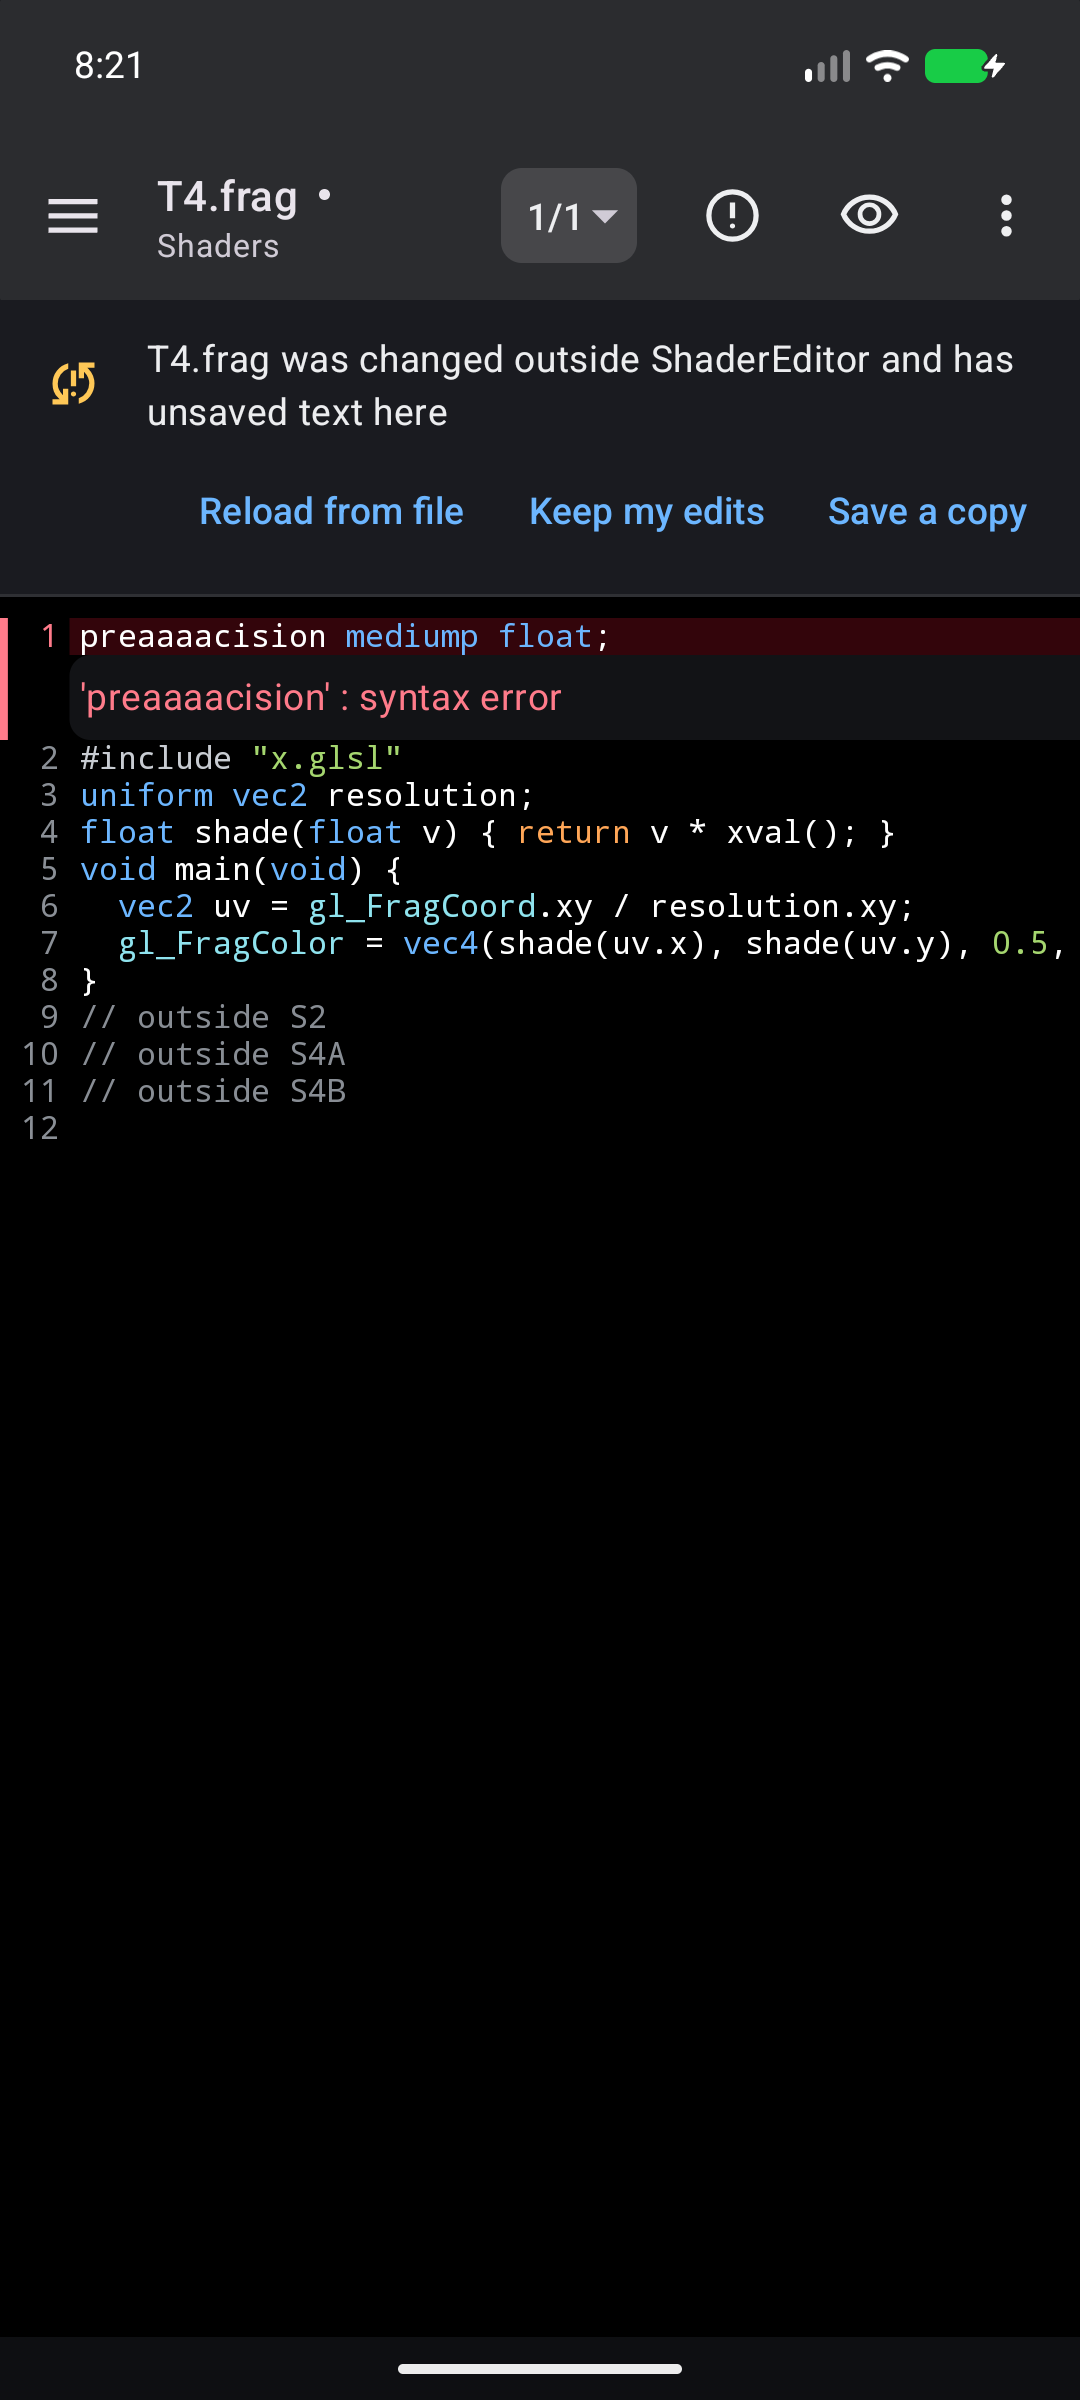 8:21
T4.frag •
Shaders
1/1
T4.frag was changed outside ShaderEditor and has
unsaved text here
Reload from file Keep my edits Save a copy
1 preaaaacision mediump float;
'preaaaacision' : syntax error
2 #include "x.glsl"
3 uniform vec2 resolution;
4 float shade(float v) { return v * xval(); }
5 void main(void) {
6   vec2 uv = gl_FragCoord.xy / resolution.xy;
7   gl_FragColor = vec4(shade(uv.x), shade(uv.y), 0.5,
8 }
9 // outside S2
10 // outside S4A
11 // outside S4B
12